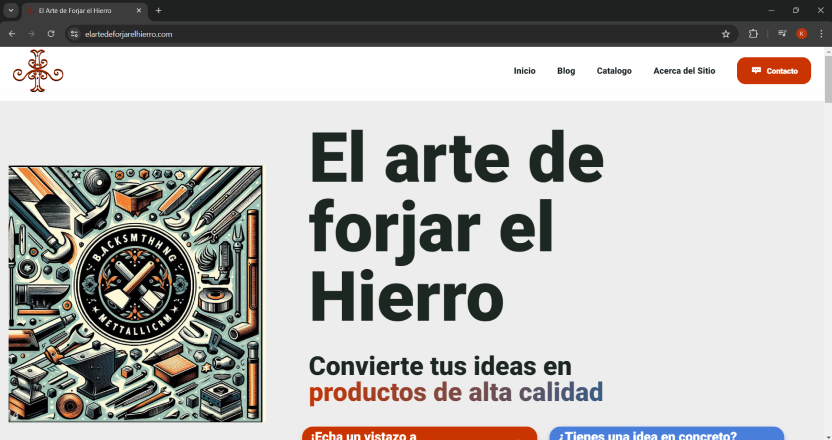 El Arte de Forjar el Hierro
elartedeforjarelhierro.com
K
Inicio Blog Catalogo Acerca del Sitio Contacto
El arte de
forjar el
Hierro
BACKSMTHHNG
METTALLICRM
Convierte tus ideas en
productos de alta calidad
¡Echa un vistazo a
¿Tienes una idea en concreto?